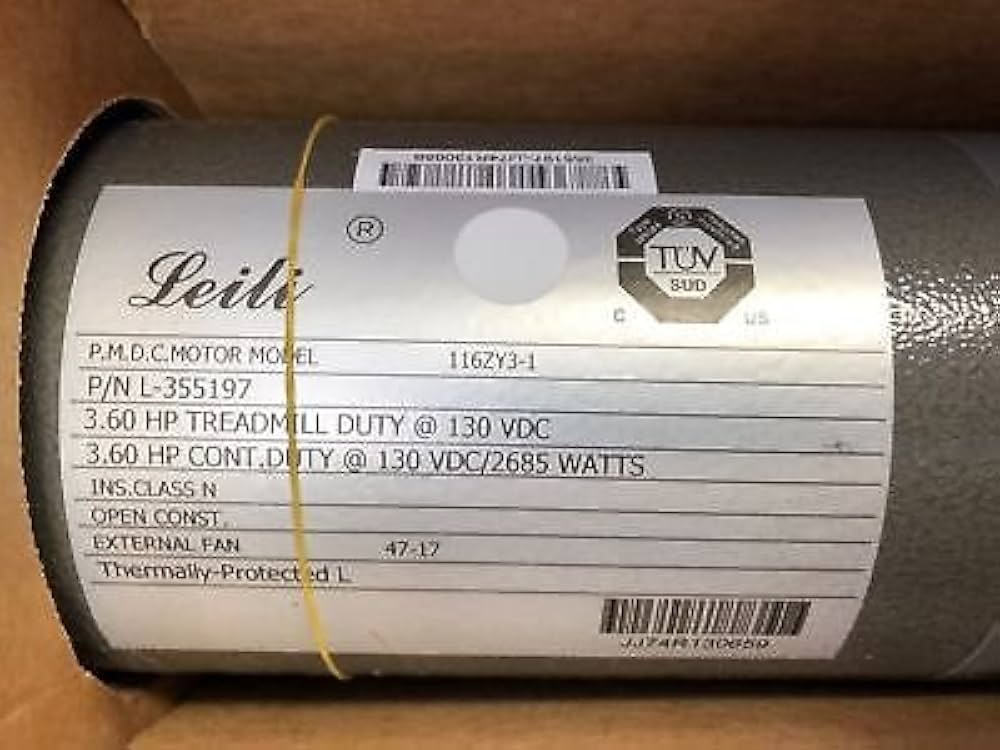 Leili ®
TÜV
SUD
C US
P.M.D.C.MOTOR MODEL 116ZY3-1
P/N L-355197
3.60 HP TREADMILL DUTY @ 130 VDC
3.60 HP CONT.DUTY @ 130 VDC/2685 WATTS
INS.CLASS N
OPEN CONST.
EXTERNAL FAN 47-17
Thermally-Protected L